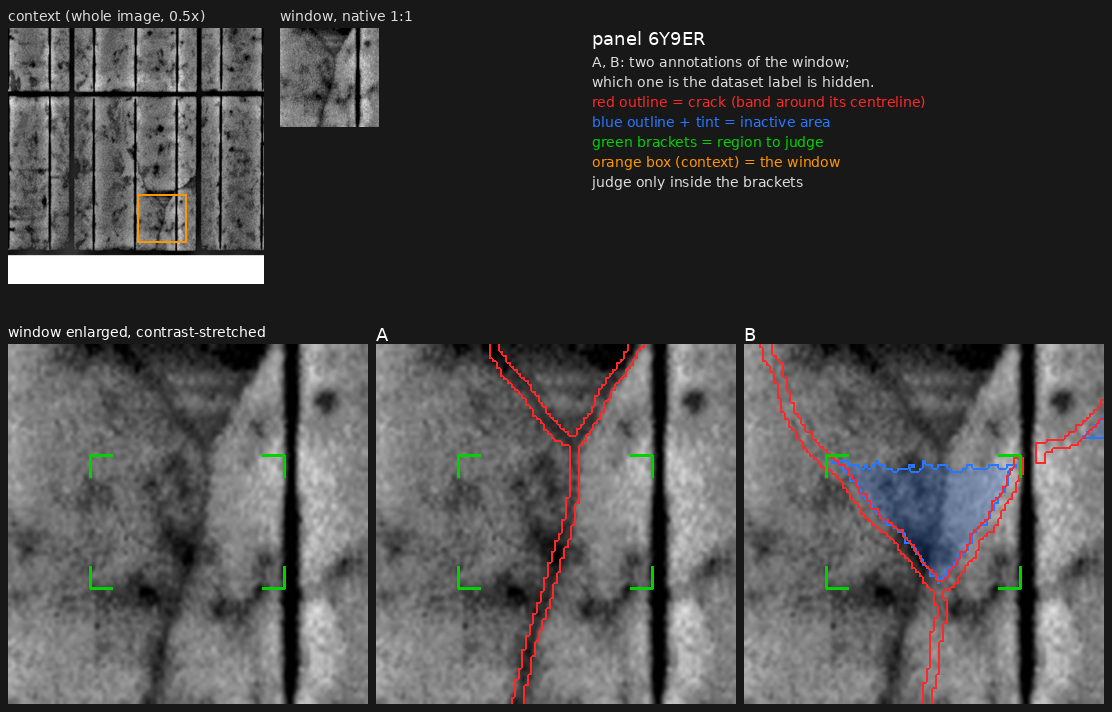 context (whole image, 0.5x)
window, native 1:1
panel 6Y9ER
A, B: two annotations of the window;
which one is the dataset label is hidden.
red outline = crack (band around its centreline)
blue outline + tint = inactive area
green brackets = region to judge
orange box (context) = the window
judge only inside the brackets
window enlarged, contrast-stretched
A
B